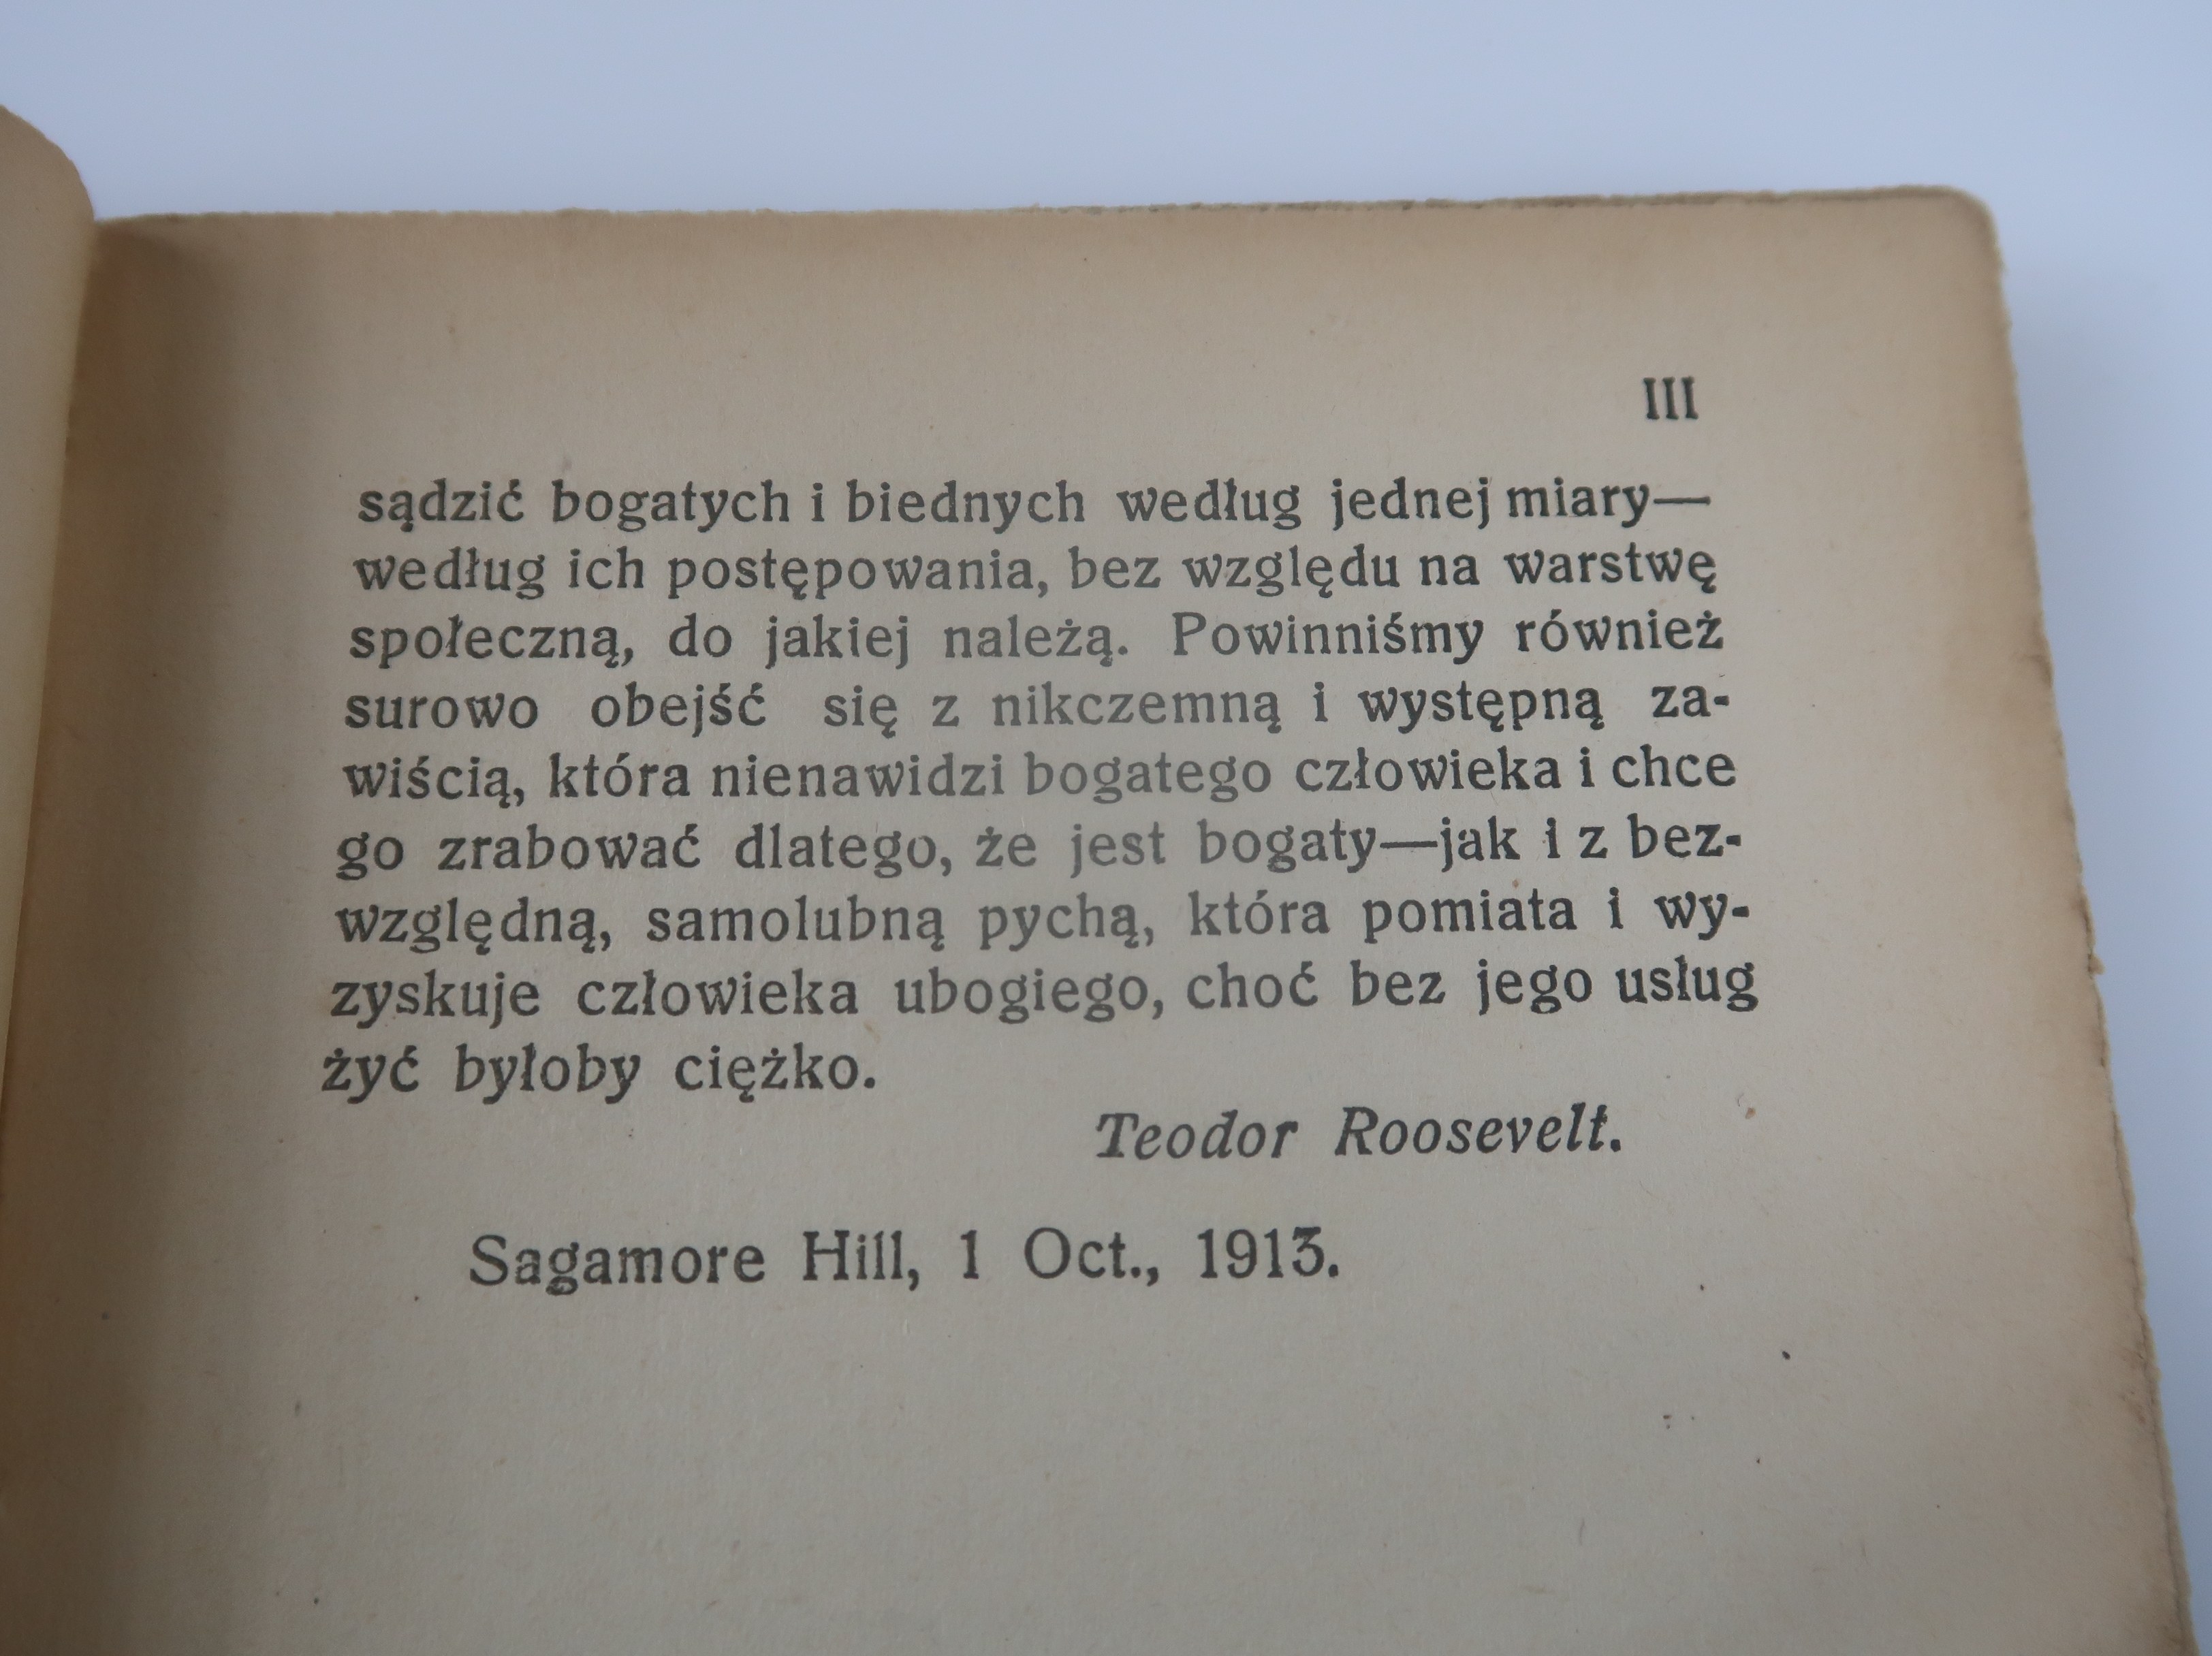 III
sądzić bogatych i biednych według jednej miary—
według ich postępowania, bez względu na warstwę
społeczną, do jakiej należą. Powinniśmy również
surowo obejść się z nikczemną i występną za-
wiścią, która nienawidzi bogatego człowieka i chce
go zrabować dlatego, że jest bogaty—jak i z bez-
względną, samolubną pychą, która pomiata i wy-
zyskuje człowieka ubogiego, choć bez jego usług
żyć byłoby ciężko.
Teodor Roosevelt.
Sagamore Hill, 1 Oct., 1913.